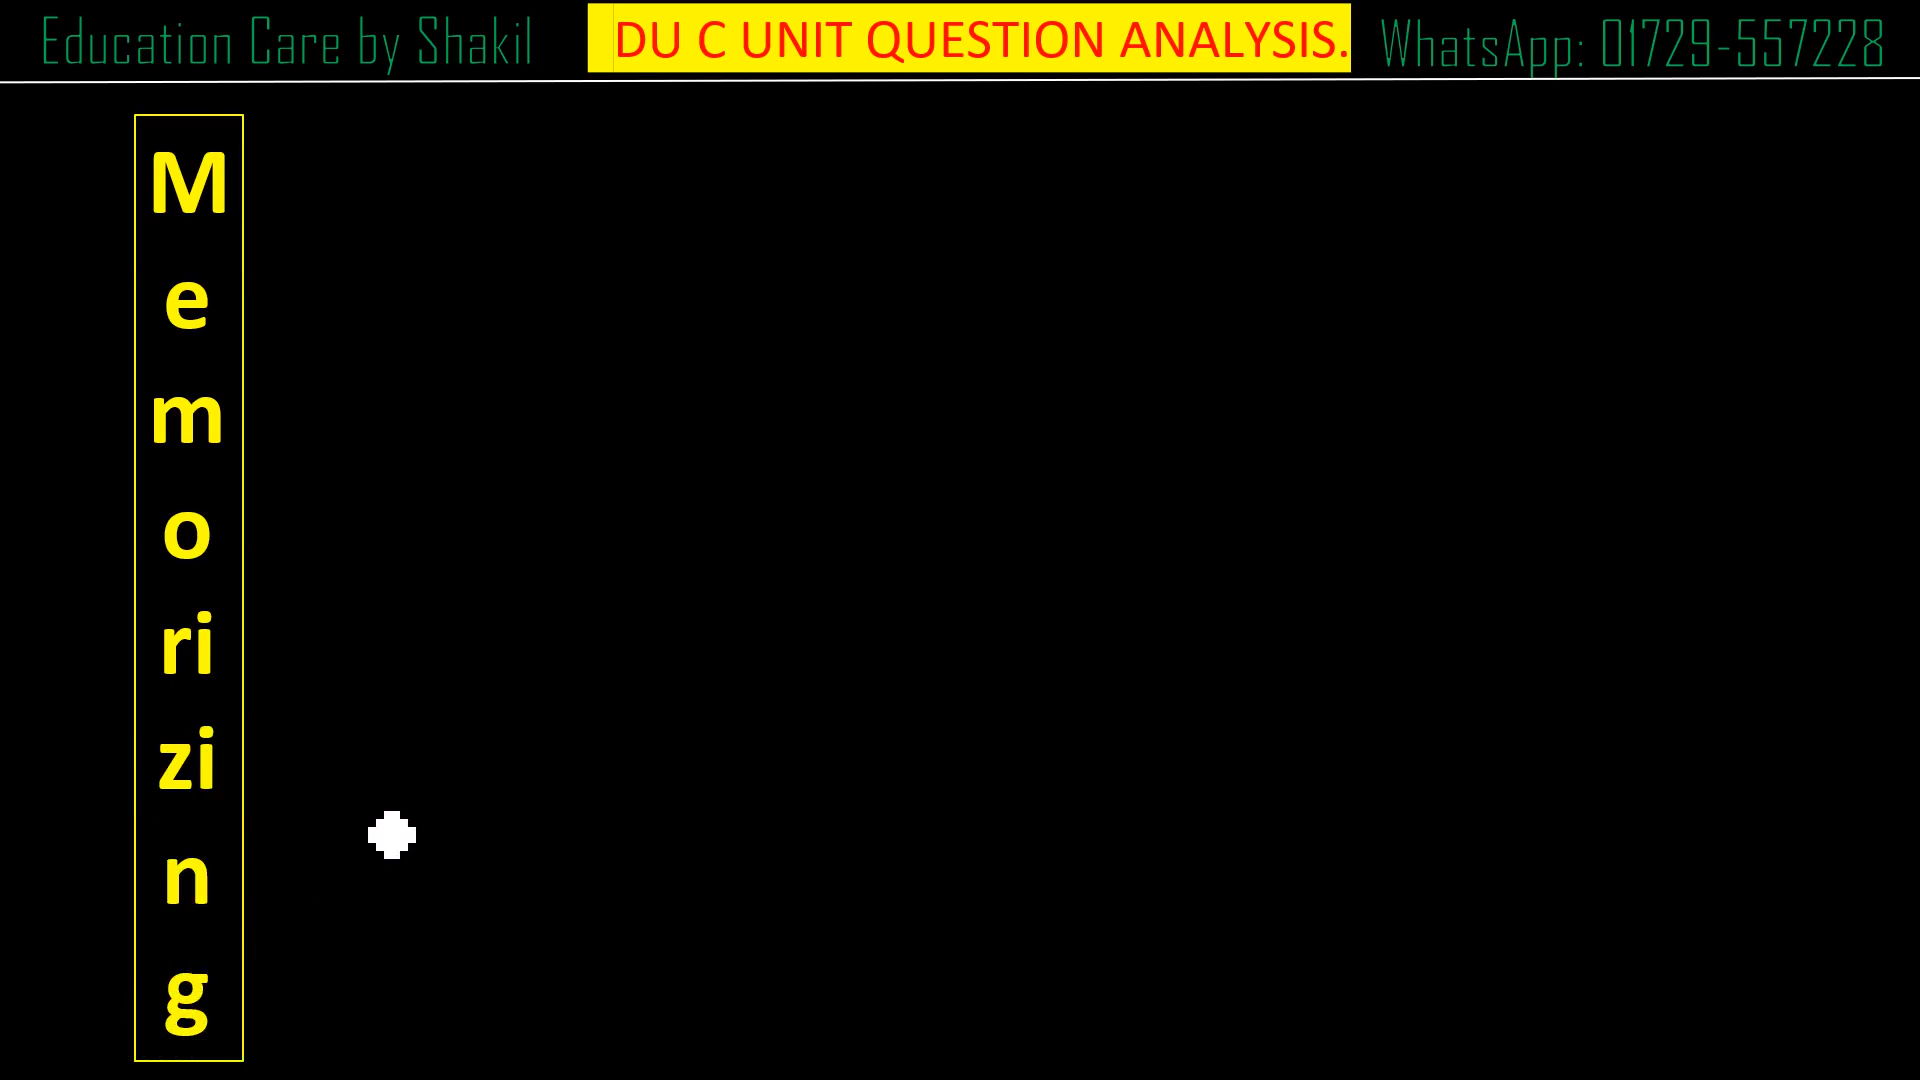 Education Care by Shakil
DU C UNIT QUESTION ANALYSIS.
WhatsApp: 01729-557228
M
e
m
o
ri
zi
n
g